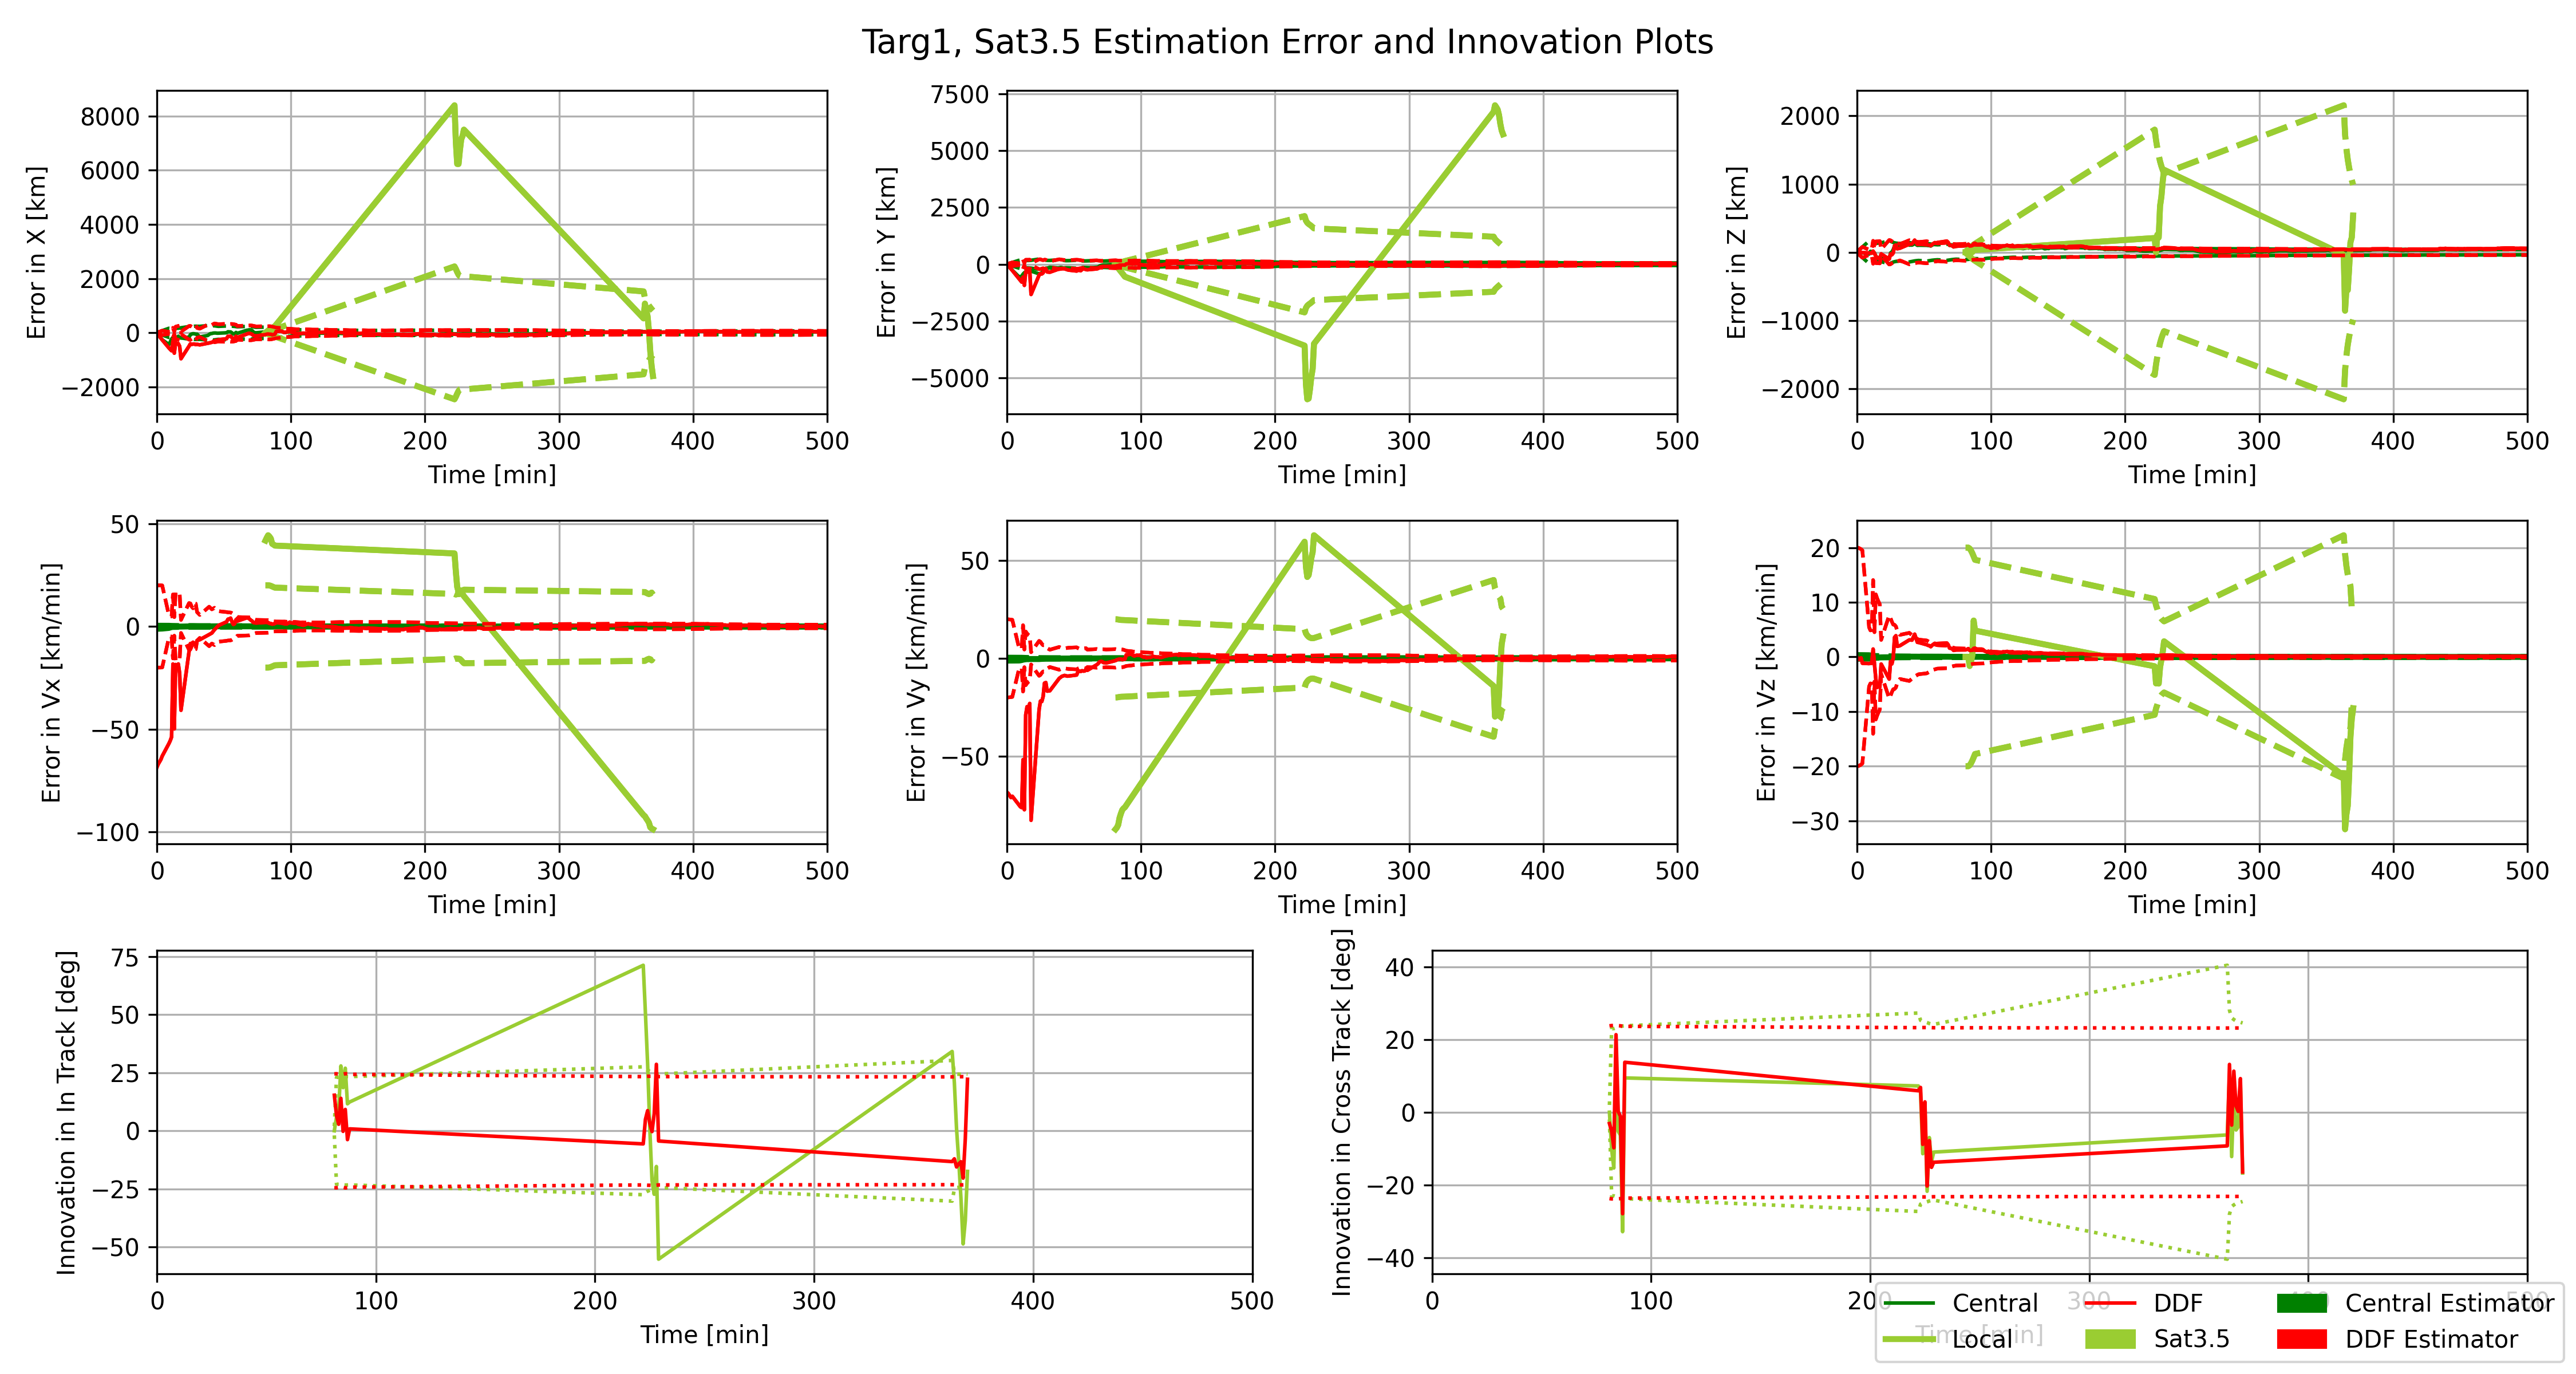 Targ1, Sat3.5 Estimation Error and Innovation Plots
Error in X [km]
8000
6000
4000
2000
0
−2000
0 100 200 300 400 500
Time [min]
Error in Y [km]
7500
5000
2500
0
−2500
−5000
0 100 200 300 400 500
Time [min]
Error in Z [km]
2000
1000
0
−1000
−2000
0 100 200 300 400 500
Time [min]
Error in Vx [km/min]
50
0
−50
−100
0 100 200 300 400 500
Time [min]
Error in Vy [km/min]
50
0
−50
0 100 200 300 400 500
Time [min]
Error in Vz [km/min]
20
10
0
−10
−20
−30
0 100 200 300 400 500
Time [min]
Innovation in In Track [deg]
75
50
25
0
−25
−50
0 100 200 300 400 500
Time [min]
Innovation in Cross Track [deg]
40
20
0
−20
−40
0 100 200 300 400 500
Time [min]
Central DDF Central Estimator
Local Sat3.5 DDF Estimator